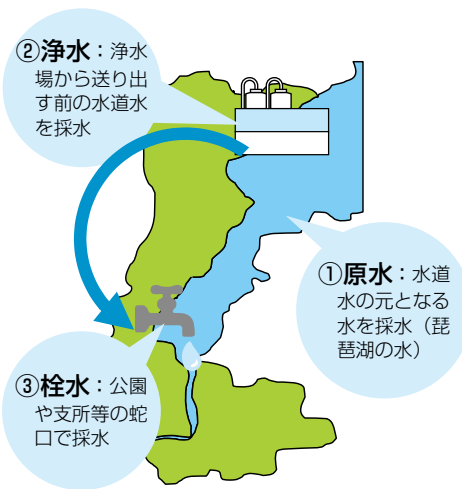 ②浄水：浄水
場から送り出
す前の水道水
を採水
①原水：水道
水の元となる
水を採水（琵
琶湖の水）
③栓水：公園
や支所等の蛇
口で採水